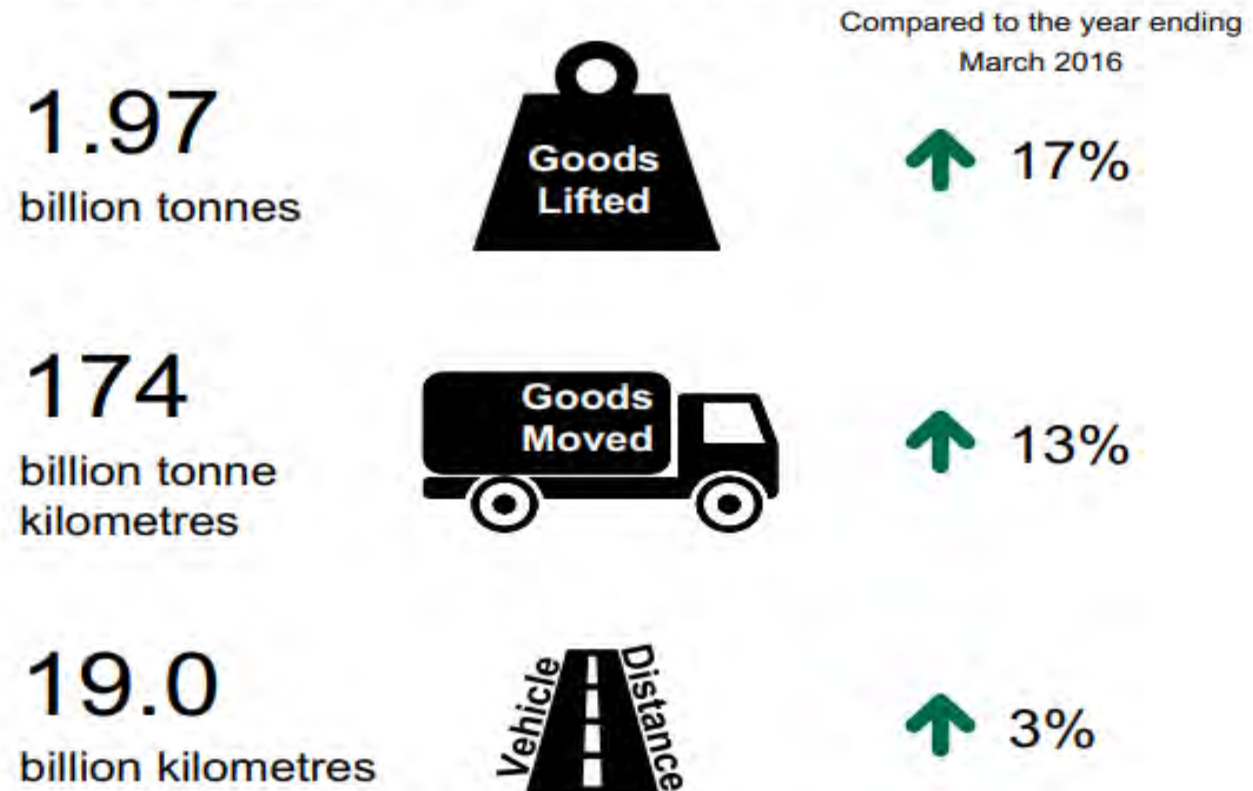 Compared to the year ending
March 2016
1.97
billion tonnes
Goods
Lifted
17%
174
billion tonne
kilometres
Goods
Moved
13%
19.0
billion kilometres
Vehicle
Distance
3%